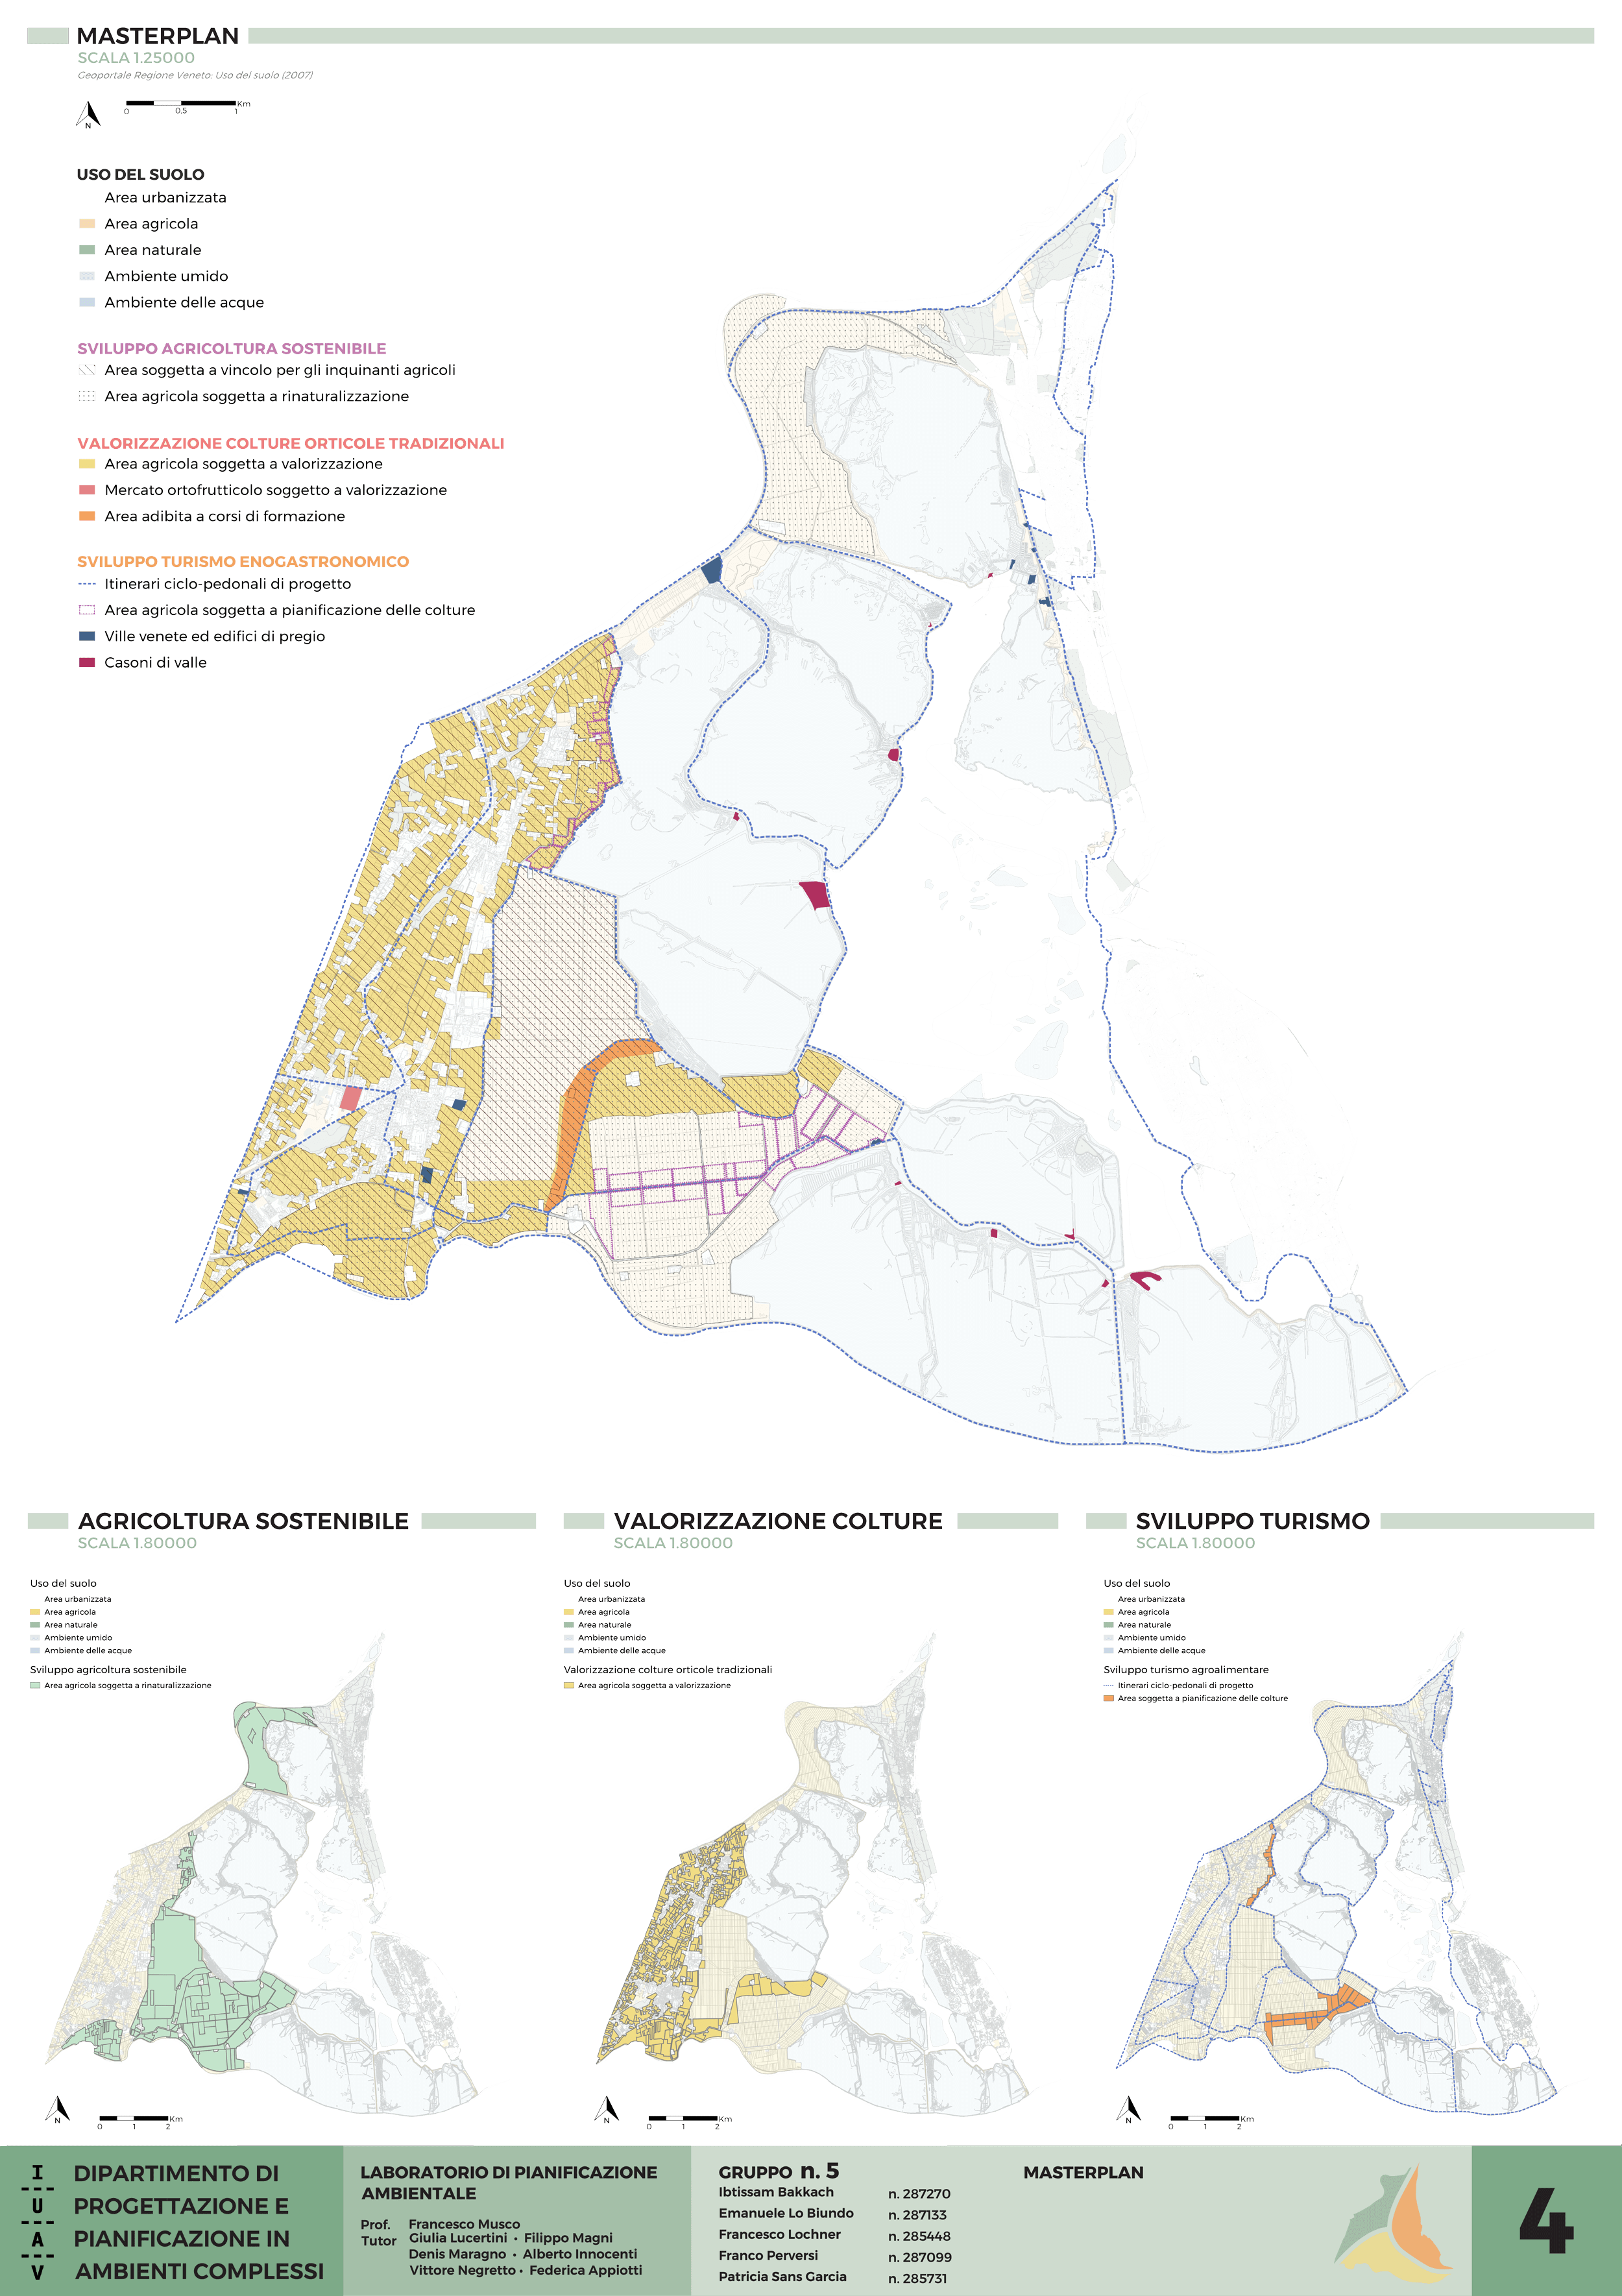 MASTERPLAN
SCALA 1.25000
Geoportale Regione Veneto: Uso del suolo (2007)
N
0 0.5 1 Km
USO DEL SUOLO
Area urbanizzata
Area agricola
Area naturale
Ambiente umido
Ambiente delle acque
SVILUPPO AGRICOLTURA SOSTENIBILE
Area soggetta a vincolo per gli inquinanti agricoli
Area agricola soggetta a rinaturalizzazione
VALORIZZAZIONE COLTURE ORTICOLE TRADIZIONALI
Area agricola soggetta a valorizzazione
Mercato ortofrutticolo soggetto a valorizzazione
Area adibita a corsi di formazione
SVILUPPO TURISMO ENOGASTRONOMICO
Itinerari ciclo-pedonali di progetto
Area agricola soggetta a pianificazione delle colture
Ville venete ed edifici di pregio
Casoni di valle
AGRICOLTURA SOSTENIBILE
SCALA 1.80000
Uso del suolo
Area urbanizzata
Area agricola
Area naturale
Ambiente umido
Ambiente delle acque
Sviluppo agricoltura sostenibile
Area agricola soggetta a rinaturalizzazione
N
0 1 2 Km
VALORIZZAZIONE COLTURE
SCALA 1.80000
Uso del suolo
Area urbanizzata
Area agricola
Area naturale
Ambiente umido
Ambiente delle acque
Valorizzazione colture orticole tradizionali
Area agricola soggetta a valorizzazione
N
0 1 2 Km
SVILUPPO TURISMO
SCALA 1.80000
Uso del suolo
Area urbanizzata
Area agricola
Area naturale
Ambiente umido
Ambiente delle acque
Sviluppo turismo agroalimentare
Itinerari ciclo-pedonali di progetto
Area soggetta a pianificazione delle colture
N
0 1 2 Km
I
U
A
V
DIPARTIMENTO DI
PROGETTAZIONE E
PIANIFICAZIONE IN
AMBIENTI COMPLESSI
LABORATORIO DI PIANIFICAZIONE
AMBIENTALE
Prof. Francesco Musco
Tutor Giulia Lucertini • Filippo Magni
Denis Maragno • Alberto Innocenti
Vittore Negretto • Federica Appiotti
GRUPPO n. 5
Ibtissam Bakkach n. 287270
Emanuele Lo Biundo n. 287133
Francesco Lochner n. 285448
Franco Perversi n. 287099
Patricia Sans Garcia n. 285731
MASTERPLAN
4